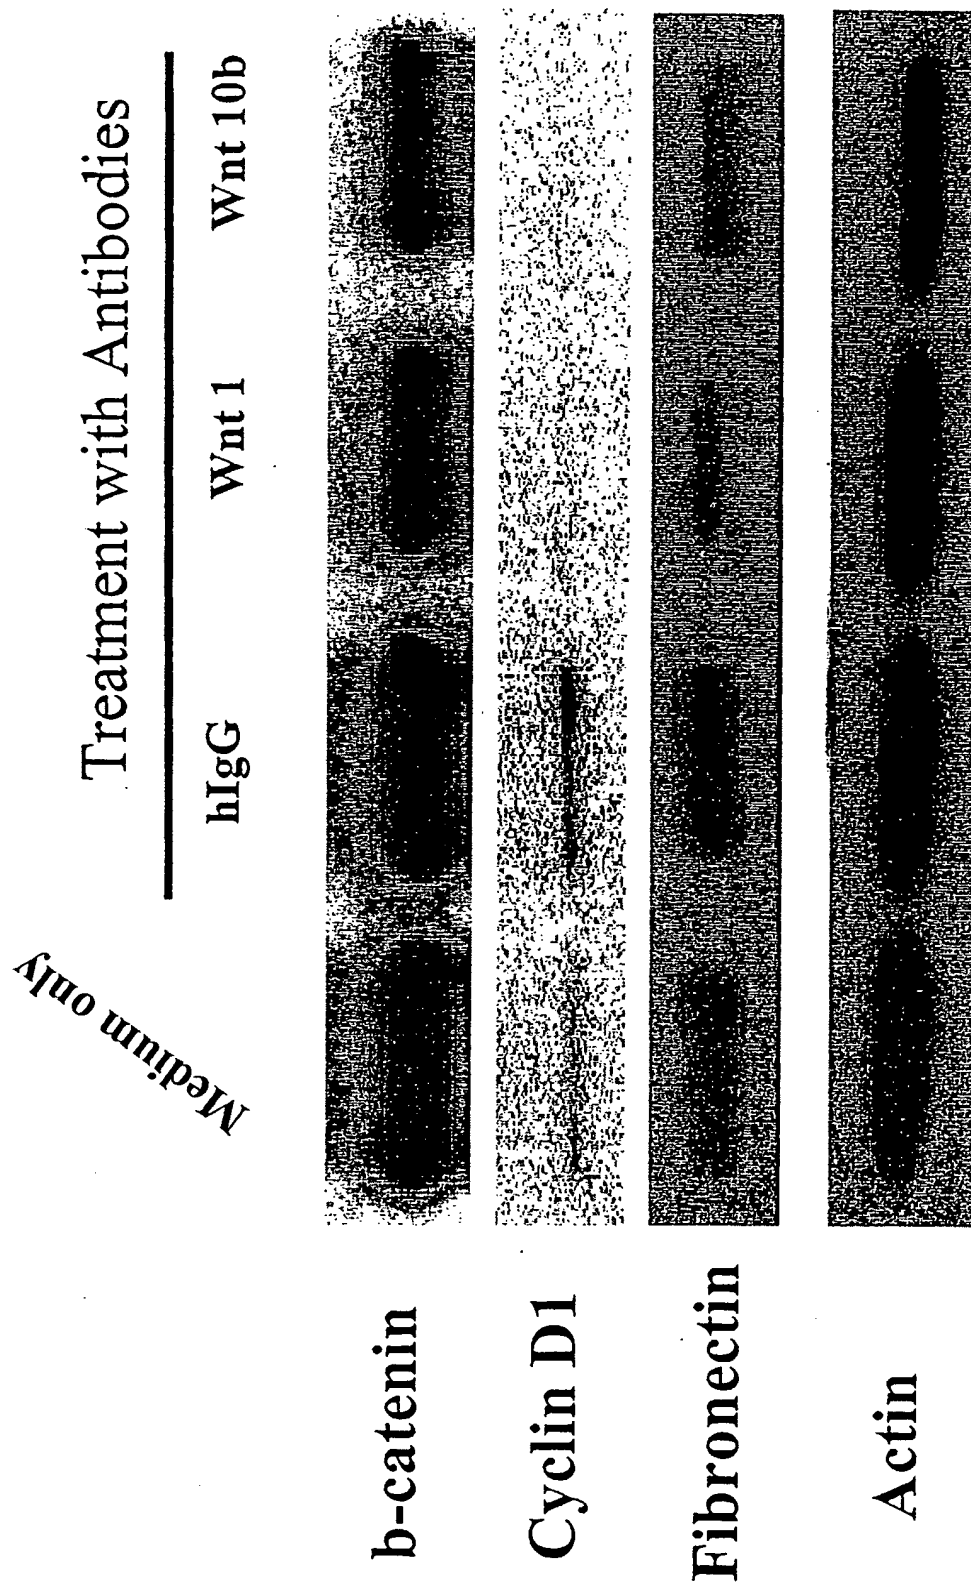 Treatment with Antibodies
Medium only
hIgG
Wnt 1
Wnt 10b
b-catenin
Cyclin D1
Fibronectin
Actin